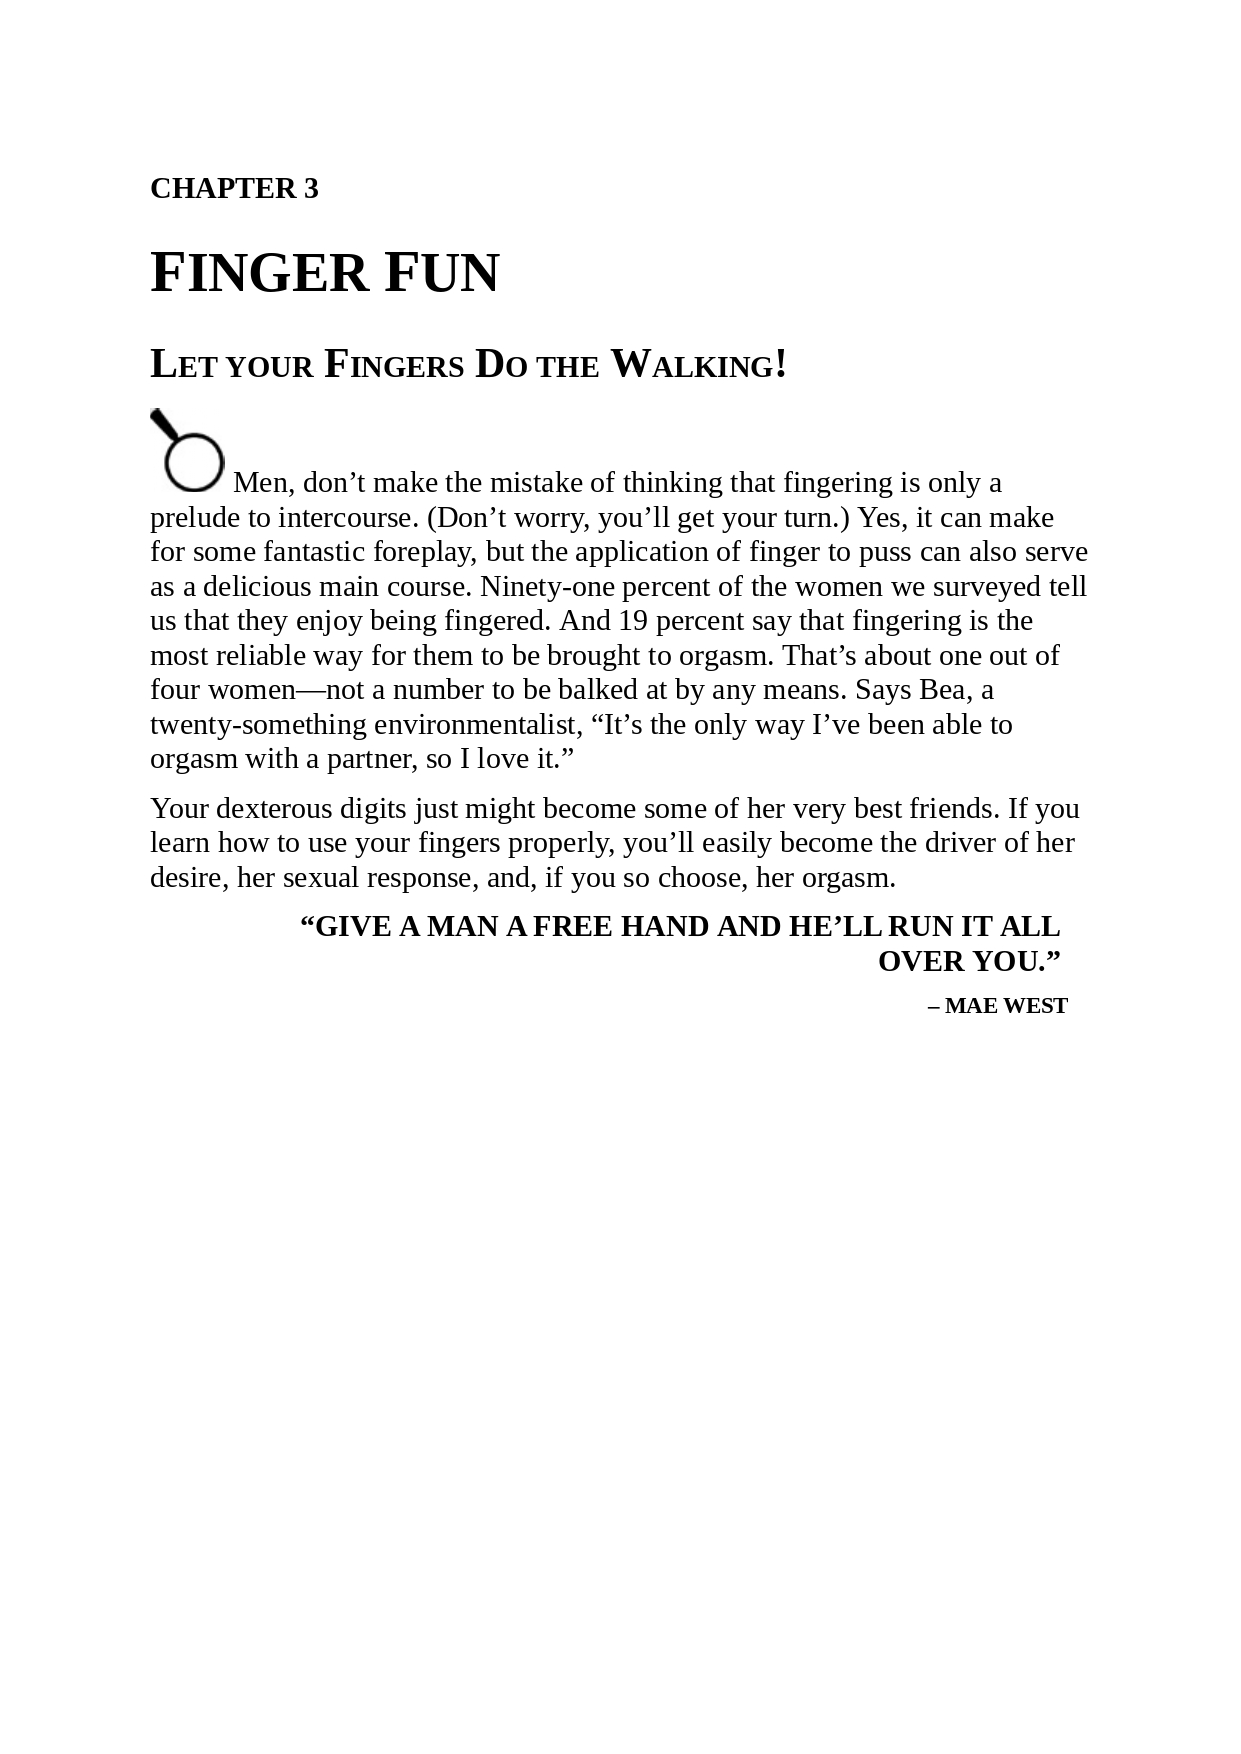 CHAPTER 3
FINGER FUN
LET YOUR FINGERS DO THE WALKING!
Men, don’t make the mistake of thinking that fingering is only a
prelude to intercourse. (Don’t worry, you’ll get your turn.) Yes, it can make
for some fantastic foreplay, but the application of finger to puss can also serve
as a delicious main course. Ninety-one percent of the women we surveyed tell
us that they enjoy being fingered. And 19 percent say that fingering is the
most reliable way for them to be brought to orgasm. That’s about one out of
four women—not a number to be balked at by any means. Says Bea, a
twenty-something environmentalist, “It’s the only way I’ve been able to
orgasm with a partner, so I love it.”
Your dexterous digits just might become some of her very best friends. If you
learn how to use your fingers properly, you’ll easily become the driver of her
desire, her sexual response, and, if you so choose, her orgasm.
“GIVE A MAN A FREE HAND AND HE’LL RUN IT ALL
OVER YOU.”
– MAE WEST